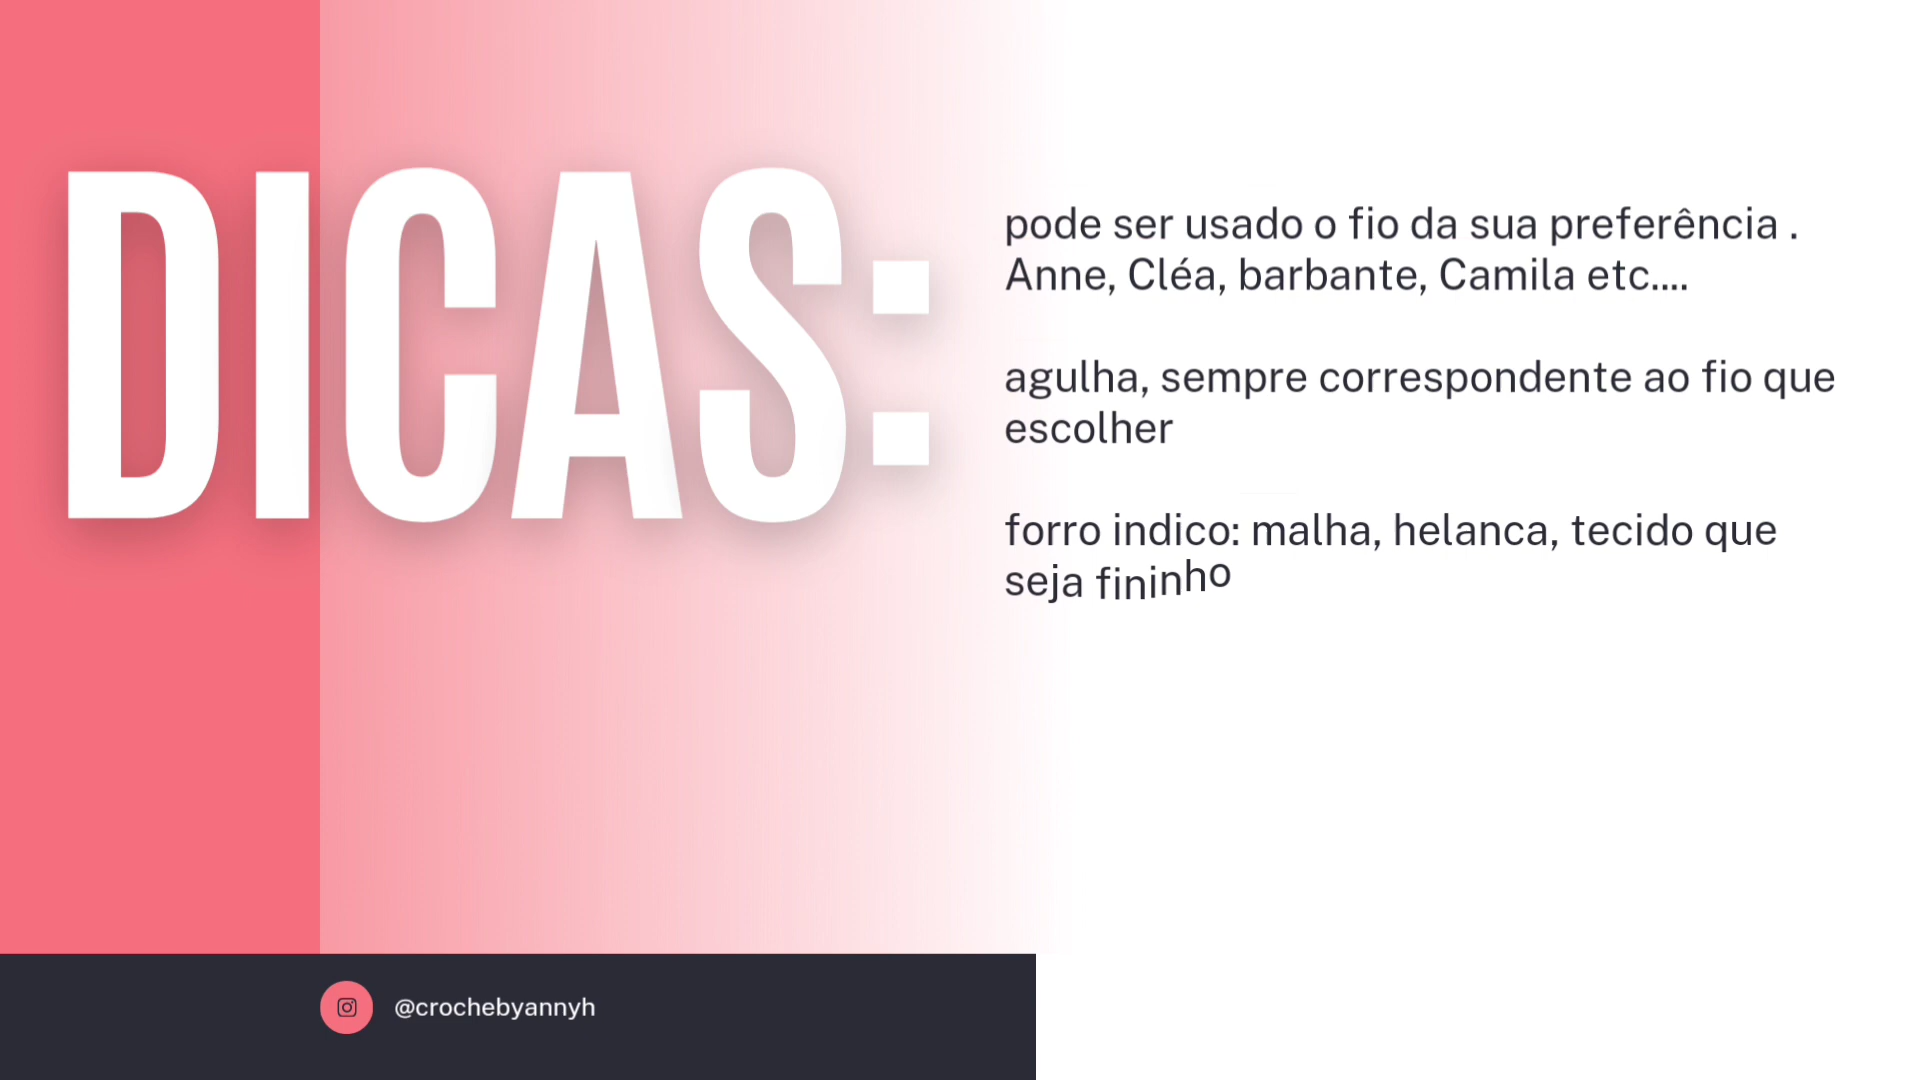 DICAS:
pode ser usado o fio da sua preferência .
Anne, Cléa, barbante, Camila etc....
agulha, sempre correspondente ao fio que
escolher
forro indico: malha, helanca, tecido que
seja fininho
@crochebyannyh